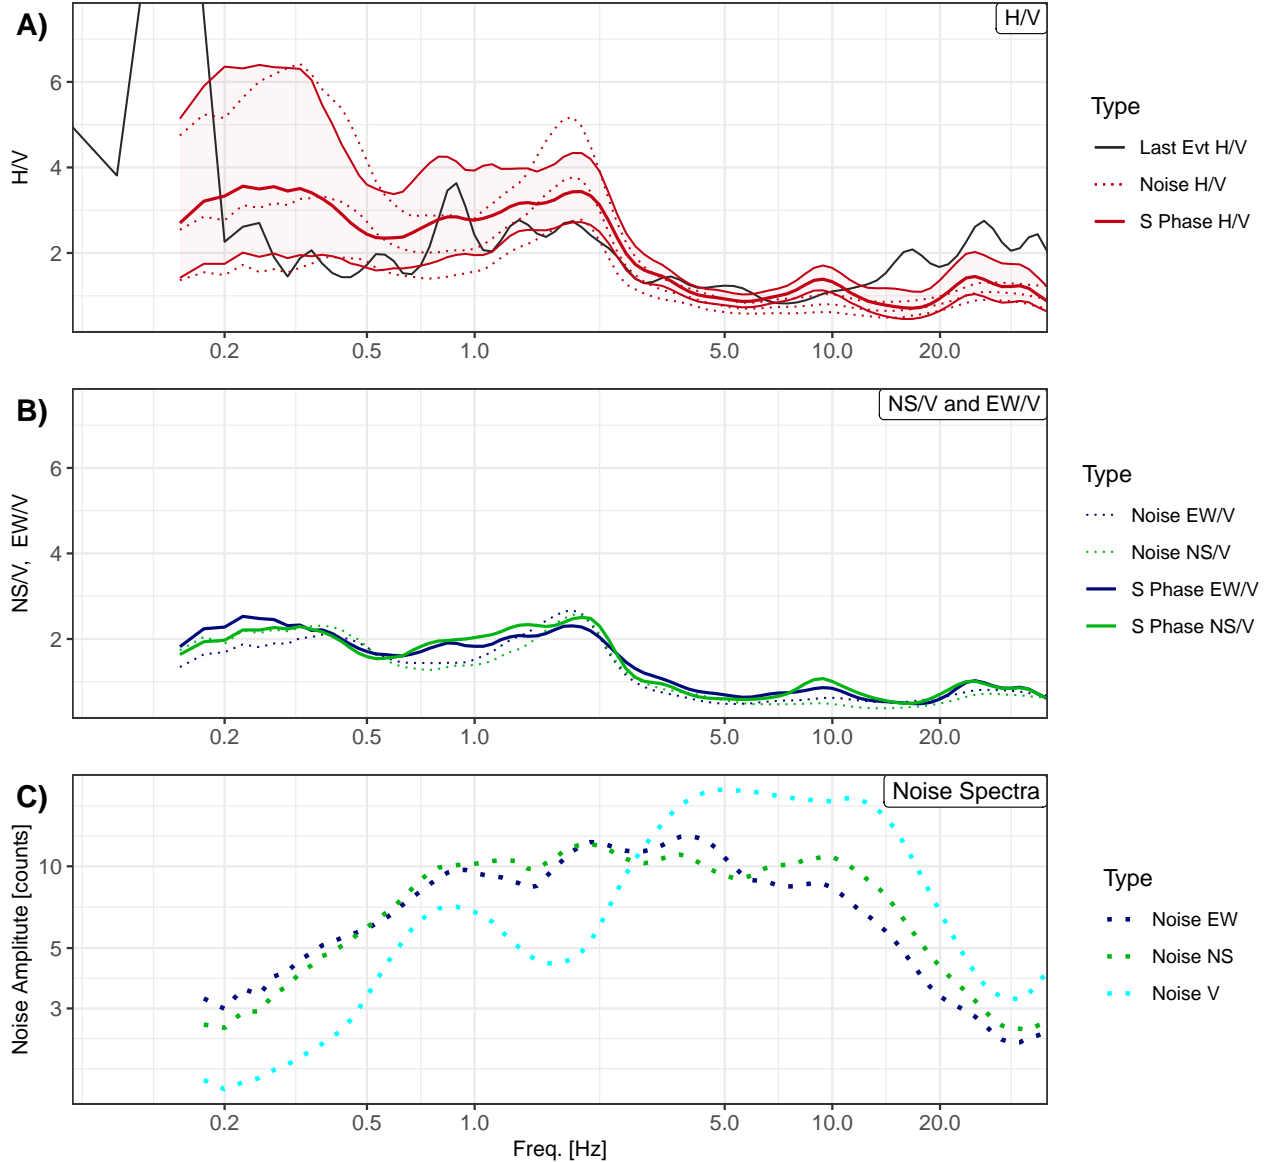 A)
H/V
6
4
2
H/V
0.2 0.5 1.0 5.0 10.0 20.0
Type
Last Evt H/V
Noise H/V
S Phase H/V
B)
NS/V and EW/V
6
4
2
NS/V, EW/V
0.2 0.5 1.0 5.0 10.0 20.0
Type
Noise EW/V
Noise NS/V
S Phase EW/V
S Phase NS/V
C)
Noise Spectra
10
5
3
Noise Amplitute [counts]
0.2 0.5 1.0 5.0 10.0 20.0
Freq. [Hz]
Type
Noise EW
Noise NS
Noise V